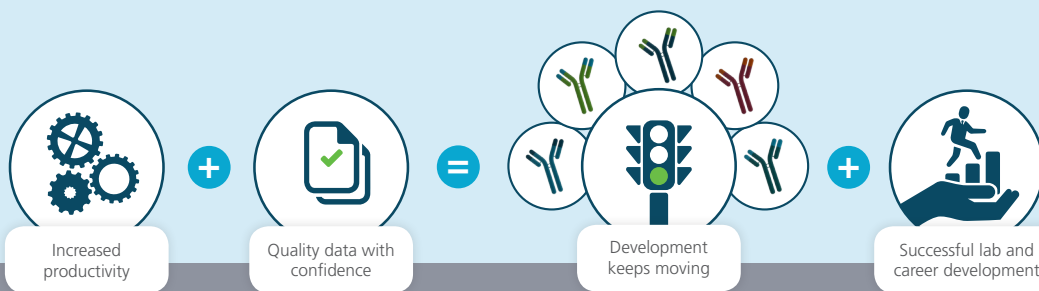 +
=
+
Increased
productivity
Quality data with
confidence
Development
keeps moving
Successful lab and
career development